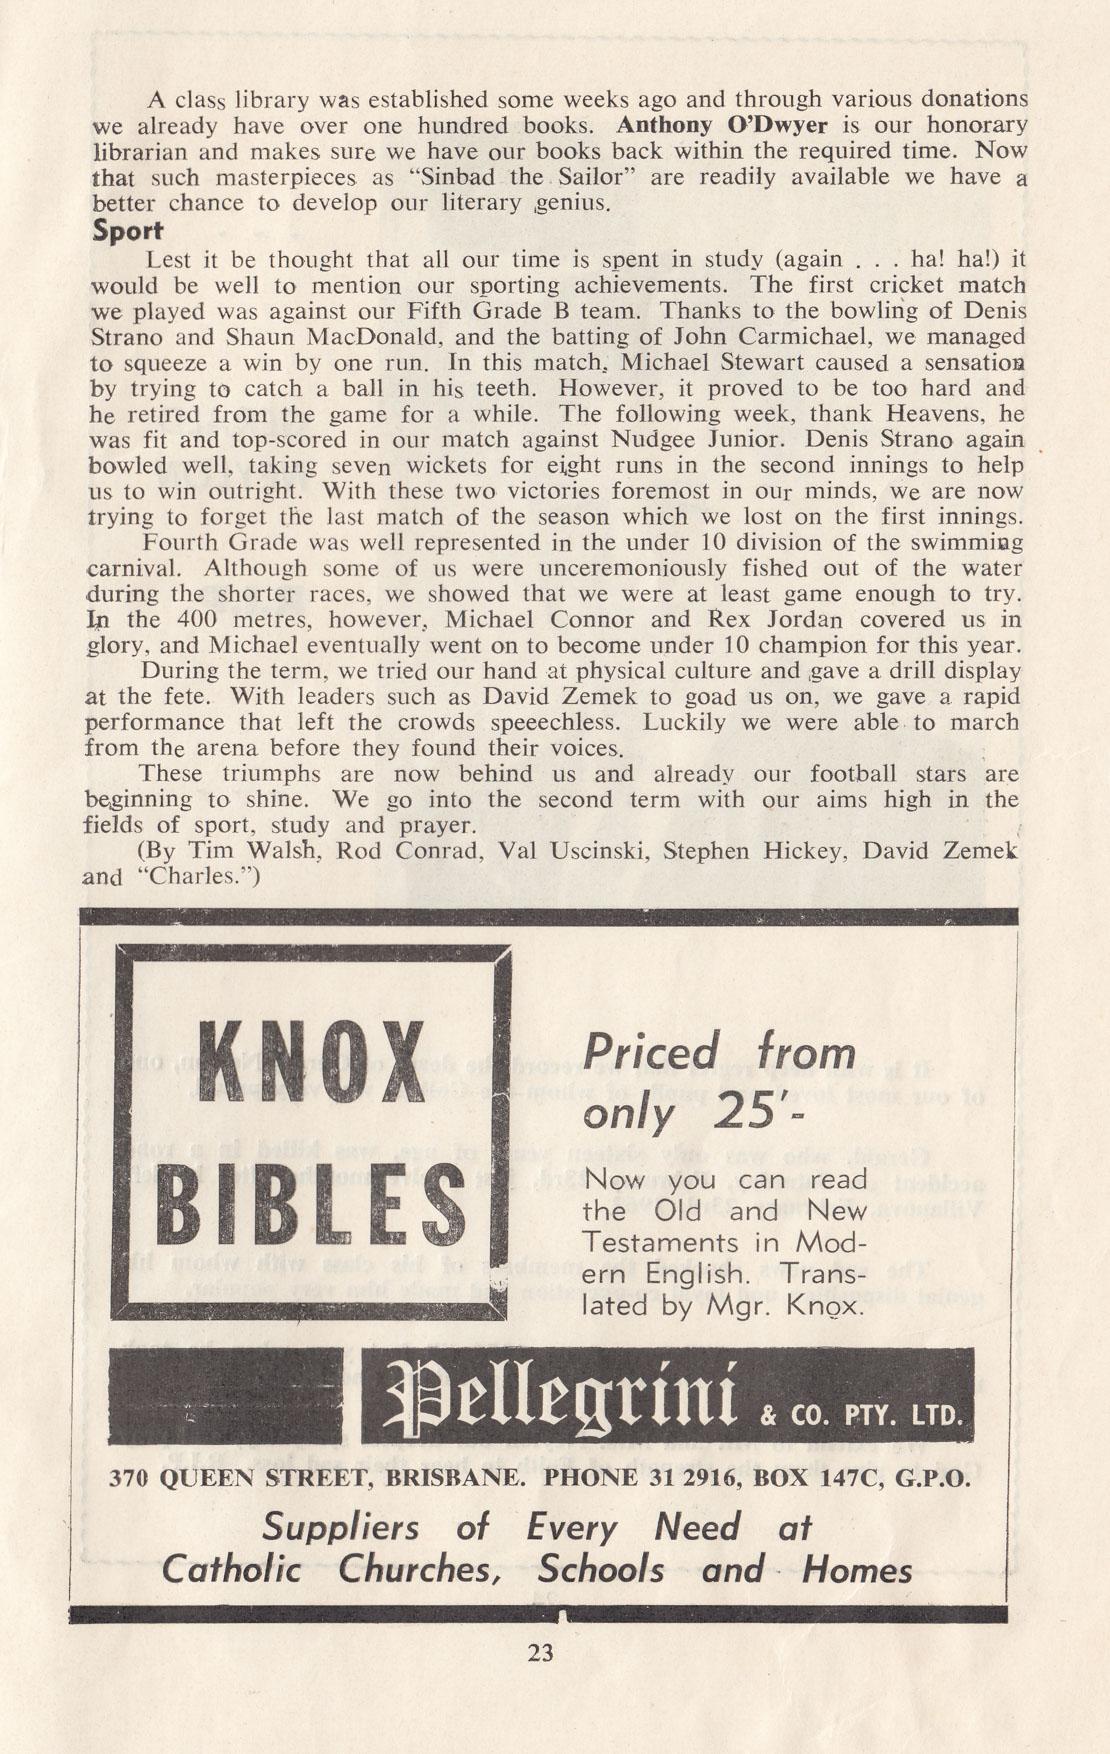 A class library was established some weeks ago and through various donations
we already have over one hundred books. Anthony O'Dwyer is our honorary
librarian and makes sure we have our books back within the required time. Now
that such masterpieces as “Sinbad the Sailor” are readily available we have a
better chance to develop our literary genius.
Sport
Lest it be thought that all our time is spent in study (again . . . ha! ha!) it
would be well to mention our sporting achievements. The first cricket match
we played was against our Fifth Grade B team. Thanks to the bowling of Denis
Strano and Shaun MacDonald, and the batting of John Carmichael, we managed
to squeeze a win by one run. In this match, Michael Stewart caused a sensation
by trying to catch a ball in his teeth. However, it proved to be too hard and
he retired from the game for a while. The following week, thank Heavens, he
was fit and top-scored in our match against Nudgee Junior. Denis Strano again
bowled well, taking seven wickets for eight runs in the second innings to help
us to win outright. With these two victories foremost in our minds, we are now
trying to forget the last match of the season which we lost on the first innings.
Fourth Grade was well represented in the under 10 division of the swimming
carnival. Although some of us were unceremoniously fished out of the water
during the shorter races, we showed that we were at least game enough to try.
In the 400 metres, however, Michael Connor and Rex Jordan covered us in
glory, and Michael eventually went on to become under 10 champion for this year.
During the term, we tried our hand at physical culture and gave a drill display
at the fete. With leaders such as David Zemek to goad us on, we gave a rapid
performance that left the crowds speeechless. Luckily we were able to march
from the arena before they found their voices.
These triumphs are now behind us and already our football stars are
beginning to shine. We go into the second term with our aims high in the
fields of sport, study and prayer.
(By Tim Walsh, Rod Conrad, Val Uscinski, Stephen Hickey, David Zemek
and “Charles.”)
KNOX
BIBLES
Priced from
only 25'-
Now you can read
the Old and New
Testaments in Mod-
ern English. Trans-
lated by Mgr. Knox.
Pellegrini & CO. PTY. LTD.
370 QUEEN STREET, BRISBANE. PHONE 31 2916, BOX 147C, G.P.O.
Suppliers of Every Need at
Catholic Churches, Schools and Homes
23